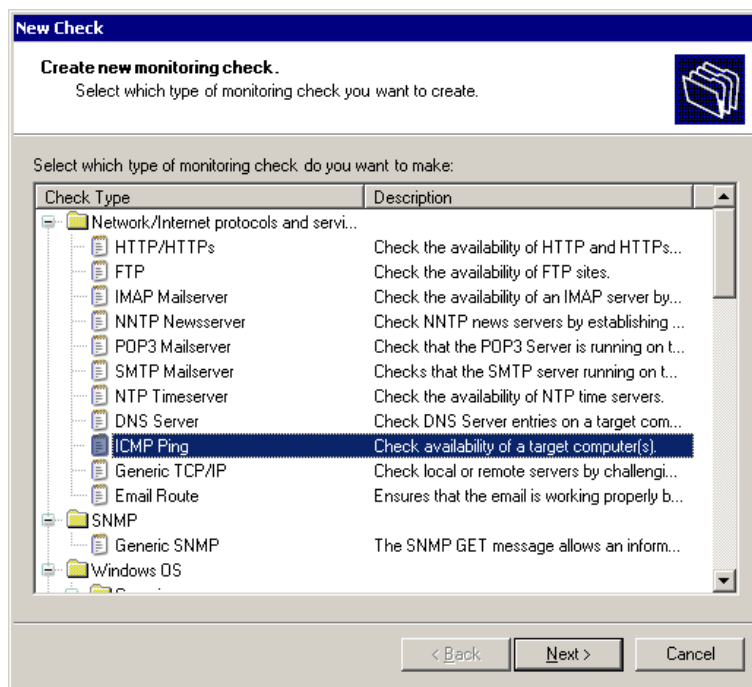 New Check
Create new monitoring check.
Select which type of monitoring check you want to create.
Select which type of monitoring check do you want to make:
Check Type Description
Network/Internet protocols and servi...
HTTP/HTTPs Check the availability of HTTP and HTTPs...
FTP Check the availability of FTP sites.
IMAP Mailserver Check the availability of an IMAP server by...
NNTP Newsserver Check NNTP news servers by establishing ...
POP3 Mailserver Check that the POP3 Server is running on t...
SMTP Mailserver Checks that the SMTP server running on t...
NTP Timeserver Check the availability of NTP time servers.
DNS Server Check DNS Server entries on a target com...
ICMP Ping Check availability of a target computer(s).
Generic TCP/IP Check local or remote servers by challengi...
Email Route Ensures that the email is working properly b...
SNMP
Generic SNMP The SNMP GET message allows an inform...
Windows OS
< Back Next > Cancel